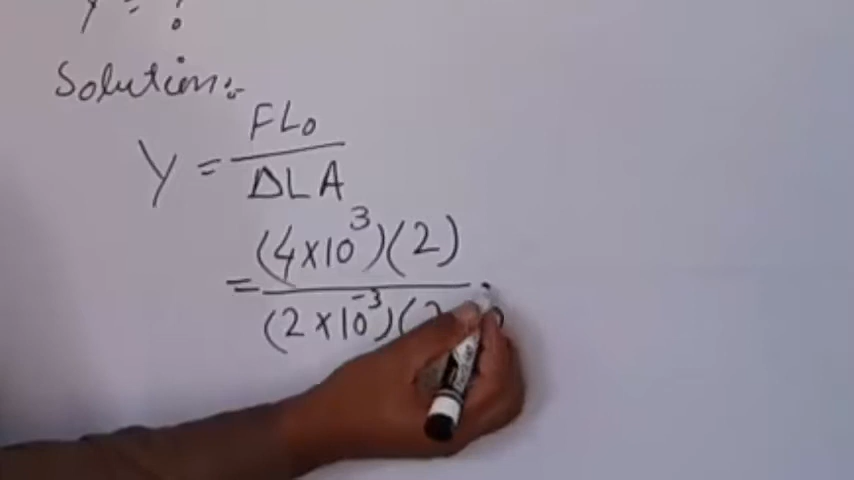 Y = ?
Solution:-
Y = FL₀
ΔLA
= (4×10³)(2)
(2×10⁻³)(2